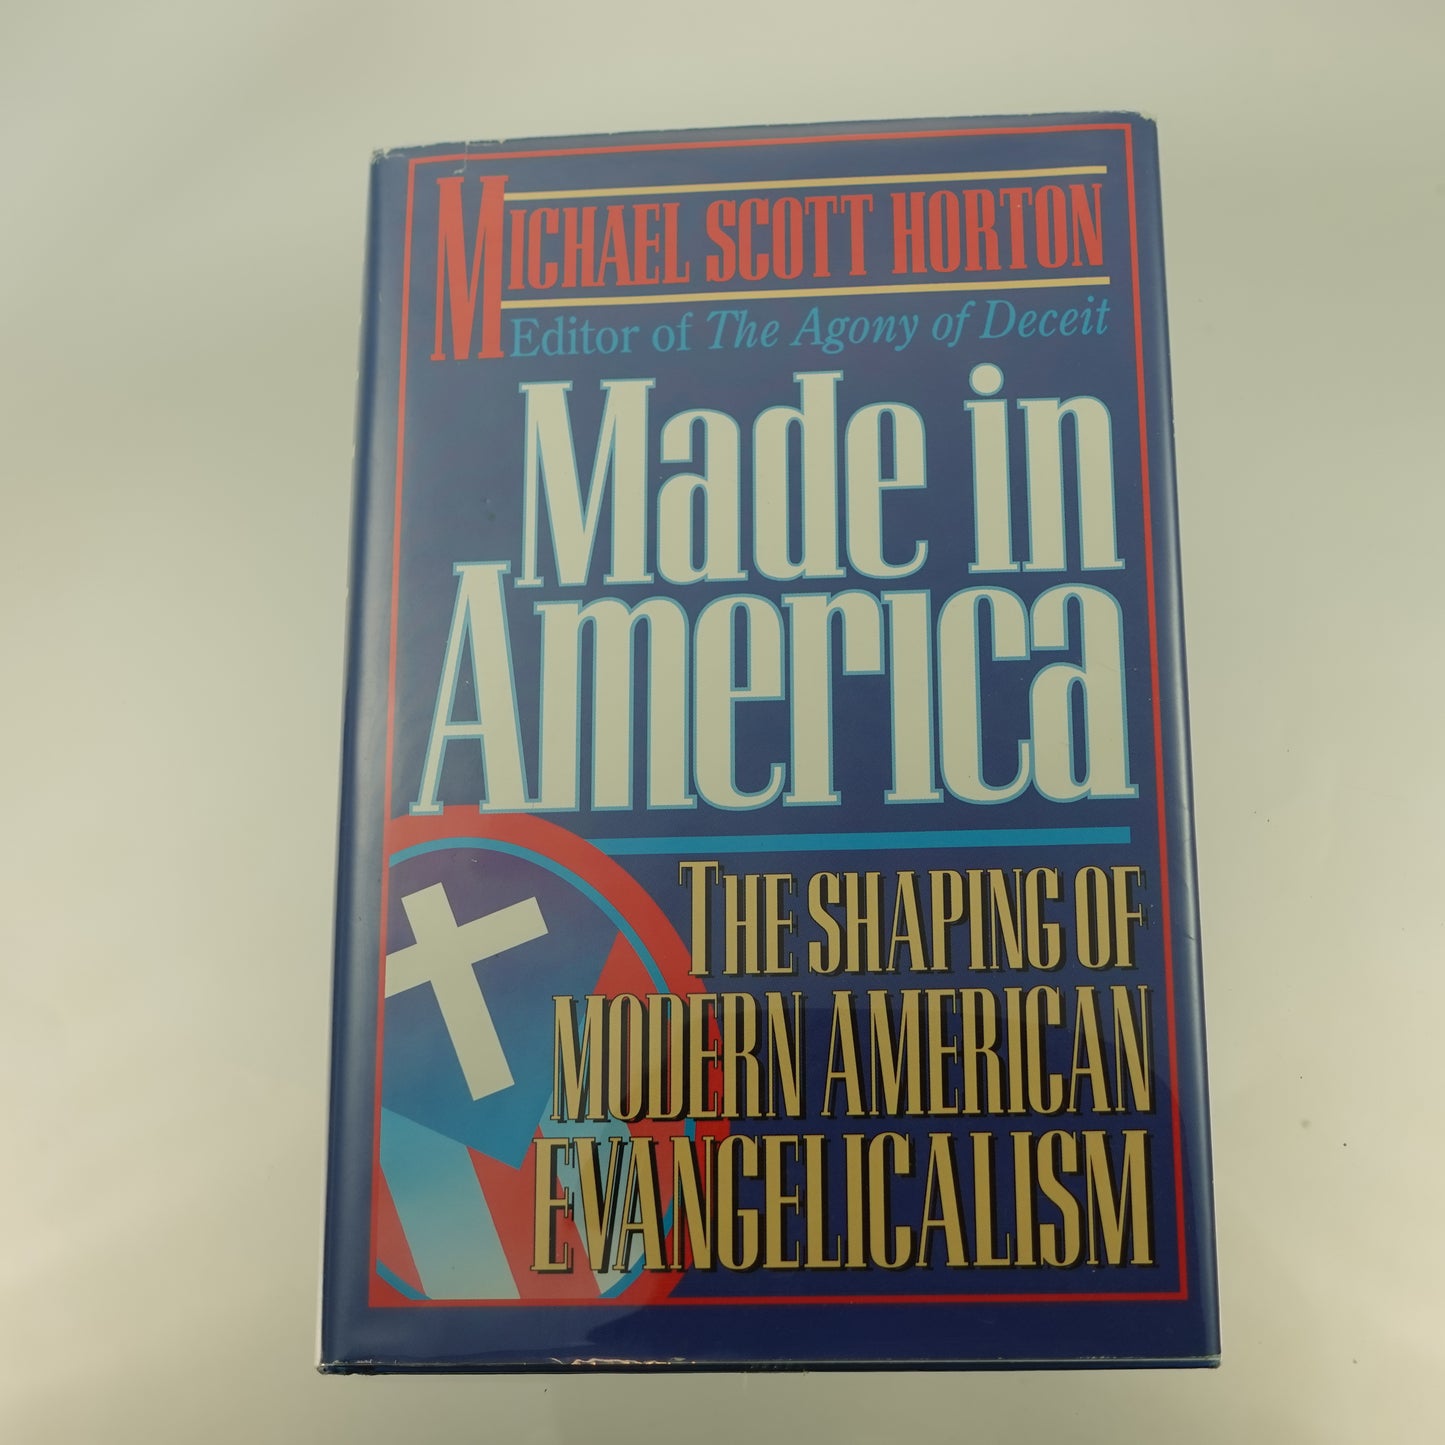 MICHAEL SCOTT HORTON
Editor of The Agony of Deceit
Made in
America
THE SHAPING OF
MODERN AMERICAN
EVANGELICALISM